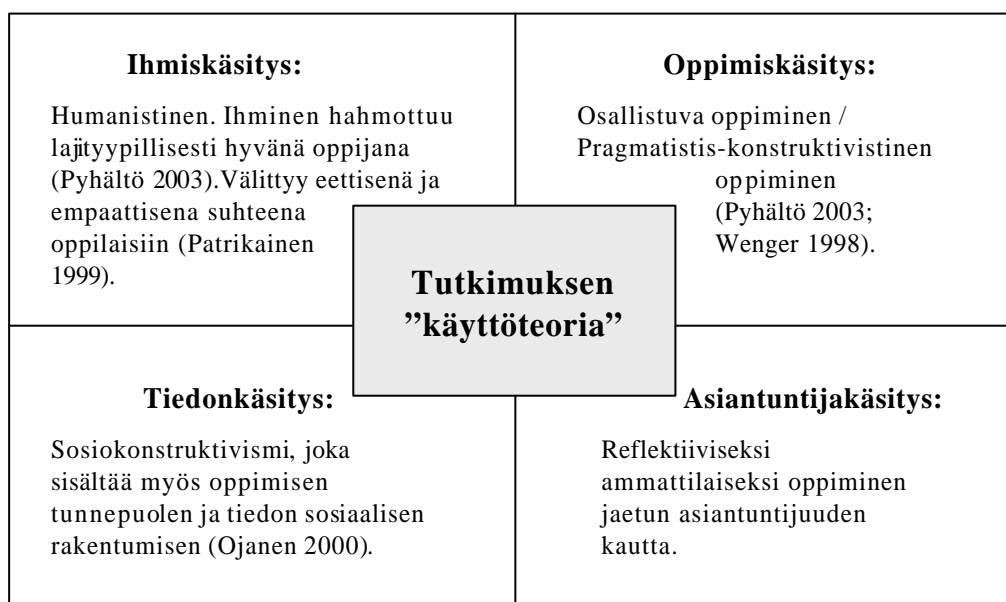 Ihmiskäsitys:
Humanistinen. Ihminen hahmottuu
lajityypillisesti hyvänä oppijana
(Pyhältö 2003).Välittyy eettisenä ja
empaattisena suhteena
oppilaisiin (Patrikainen
1999).
Oppimiskäsitys:
Osallistuva oppiminen /
Pragmatistis-konstruktivistinen
oppiminen
(Pyhältö 2003;
Wenger 1998).
Tutkimuksen
”käyttöteoria”
Tiedonkäsitys:
Sosiokonstruktivismi, joka
sisältää myös oppimisen
tunnepuolen ja tiedon sosiaalisen
rakentumisen (Ojanen 2000).
Asiantuntijakäsitys:
Reflektiiviseksi
ammattilaiseksi oppiminen
jaetun asiantuntijuuden
kautta.